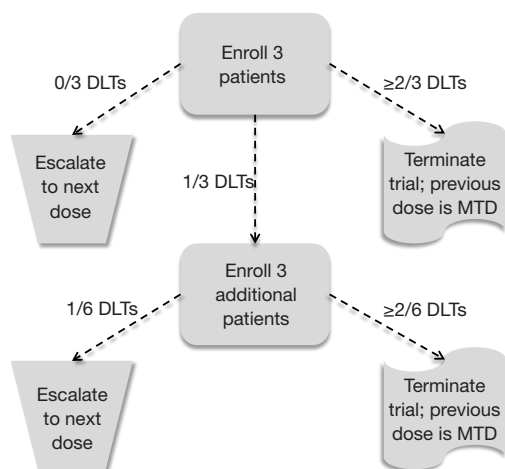 Enroll 3
patients
0/3 DLTs
≥2/3 DLTs
Escalate
to next
dose
1/3 DLTs
Terminate
trial; previous
dose is MTD
Enroll 3
additional
patients
1/6 DLTs
≥2/6 DLTs
Escalate
to next
dose
Terminate
trial; previous
dose is MTD